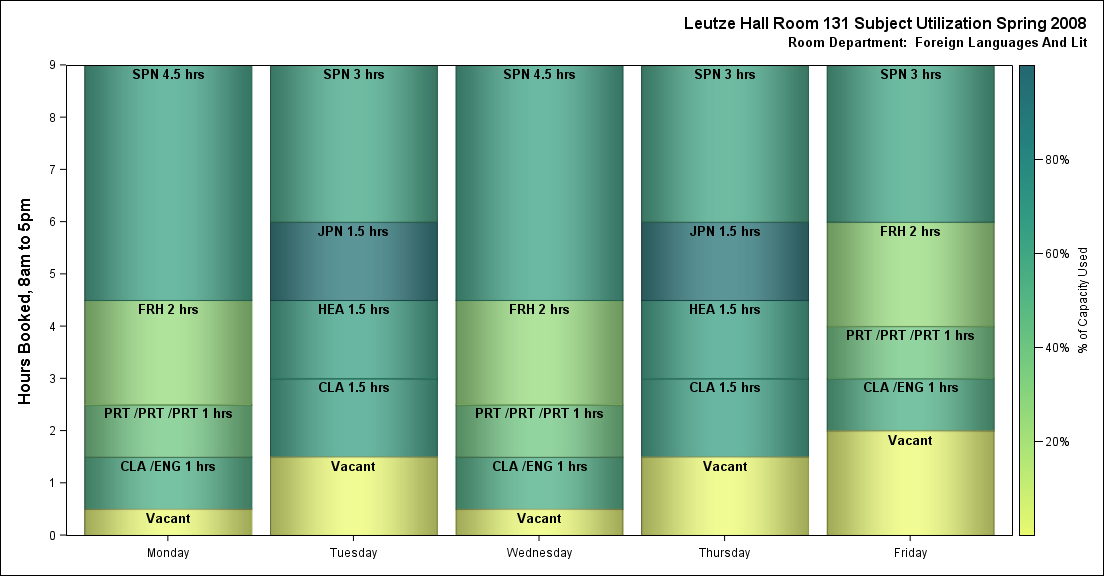 Leutze Hall Room 131 Subject Utilization Spring 2008
Room Department:  Foreign Languages And Lit
Hours Booked, 8am to 5pm
9
8
7
6
5
4
3
2
1
0
SPN 4.5 hrs
FRH 2 hrs
PRT /PRT /PRT 1 hrs
CLA /ENG 1 hrs
Vacant
Monday
SPN 3 hrs
JPN 1.5 hrs
HEA 1.5 hrs
CLA 1.5 hrs
Vacant
Tuesday
SPN 4.5 hrs
FRH 2 hrs
PRT /PRT /PRT 1 hrs
CLA /ENG 1 hrs
Vacant
Wednesday
SPN 3 hrs
JPN 1.5 hrs
HEA 1.5 hrs
CLA 1.5 hrs
Vacant
Thursday
SPN 3 hrs
FRH 2 hrs
PRT /PRT /PRT 1 hrs
CLA /ENG 1 hrs
Vacant
Friday
80%
60%
40%
20%
% of Capacity Used